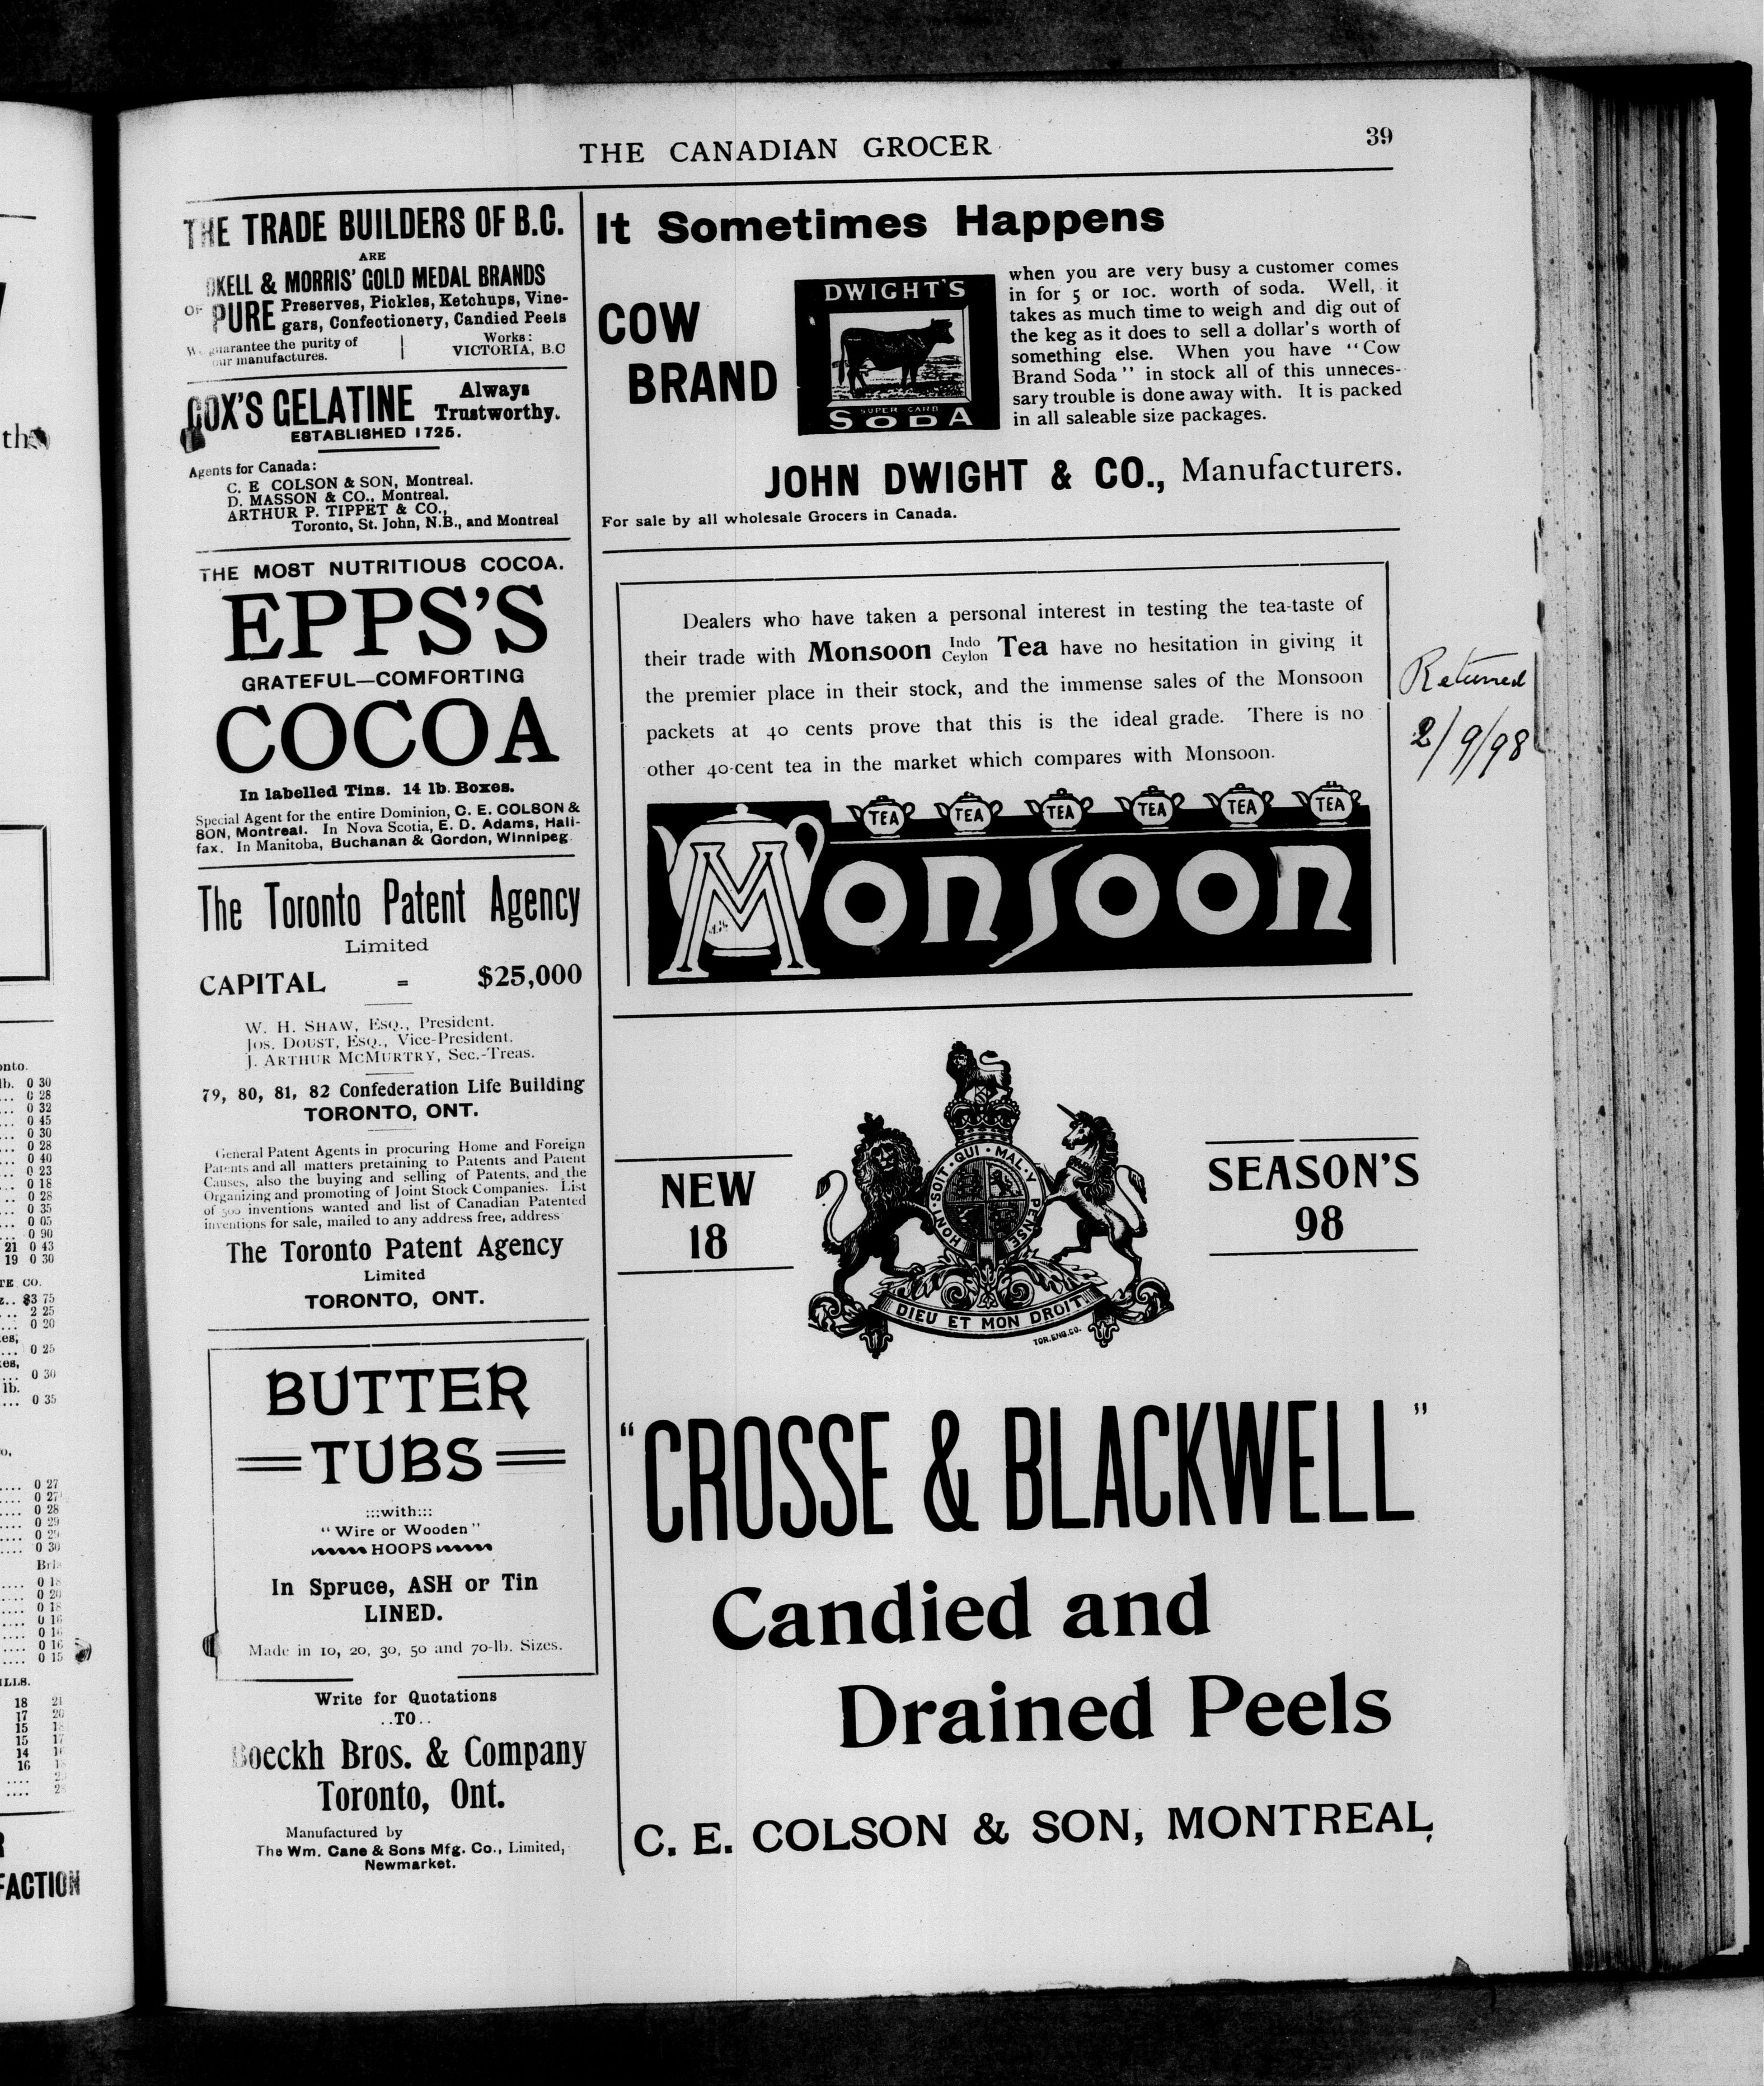 THE CANADIAN GROCER
39
THE TRADE BUILDERS OF B.C.
ARE
OKELL & MORRIS' GOLD MEDAL BRANDS
OF PURE Preserves, Pickles, Ketchups, Vine-
gars, Confectionery, Candied Peels
We guarantee the purity of
our manufactures.
Works:
VICTORIA, B.C
COX'S GELATINE
Always
Trustworthy.
ESTABLISHED 1725.
Agents for Canada:
C. E COLSON & SON, Montreal.
D. MASSON & CO., Montreal.
ARTHUR P. TIPPET & CO.,
Toronto, St. John, N.B., and Montreal
THE MOST NUTRITIOUS COCOA.
EPPS'S
GRATEFUL—COMFORTING
COCOA
In labelled Tins. 14 lb. Boxes.
Special Agent for the entire Dominion, C. E. COLSON &
SON, Montreal. In Nova Scotia, E. D. Adams, Hali-
fax. In Manitoba, Buchanan & Gordon, Winnipeg.
The Toronto Patent Agency
Limited
CAPITAL = $25,000
W. H. SHAW, ESQ., President.
JOS. DOUST, ESQ., Vice-President.
J. ARTHUR MCMURTRY, Sec.-Treas.
79, 80, 81, 82 Confederation Life Building
TORONTO, ONT.
General Patent Agents in procuring Home and Foreign
Patents and all matters pretaining to Patents and Patent
Causes, also the buying and selling of Patents, and the
Organizing and promoting of Joint Stock Companies. List
of 500 inventions wanted and list of Canadian Patented
inventions for sale, mailed to any address free, address
The Toronto Patent Agency
Limited
TORONTO, ONT.
BUTTER
TUBS
:::with:::
"Wire or Wooden"
HOOPS
In Spruce, ASH or Tin
LINED.
Made in 10, 20, 30, 50 and 70-lb. Sizes.
Write for Quotations
..TO..
Boeckh Bros. & Company
Toronto, Ont.
Manufactured by
The Wm. Cane & Sons Mfg. Co., Limited,
Newmarket.
It Sometimes Happens
COW
BRAND
DWIGHT'S
SUPER CARB
SODA
when you are very busy a customer comes
in for 5 or 10c. worth of soda. Well, it
takes as much time to weigh and dig out of
the keg as it does to sell a dollar's worth of
something else. When you have "Cow
Brand Soda" in stock all of this unneces-
sary trouble is done away with. It is packed
in all saleable size packages.
JOHN DWIGHT & CO., Manufacturers.
For sale by all wholesale Grocers in Canada.
Dealers who have taken a personal interest in testing the tea-taste of
their trade with Monsoon Indo Ceylon Tea have no hesitation in giving it
the premier place in their stock, and the immense sales of the Monsoon
packets at 40 cents prove that this is the ideal grade. There is no
other 40-cent tea in the market which compares with Monsoon.
TEA TEA TEA TEA TEA TEA
MONSOON
Returned
2/9/98
NEW
18
HONI·SOIT·QUI·MAL·Y PENSE
DIEU ET MON DROIT
TOR.ENG.CO.
SEASON'S
98
"CROSSE & BLACKWELL"
Candied and
Drained Peels
C. E. COLSON & SON, MONTREAL,